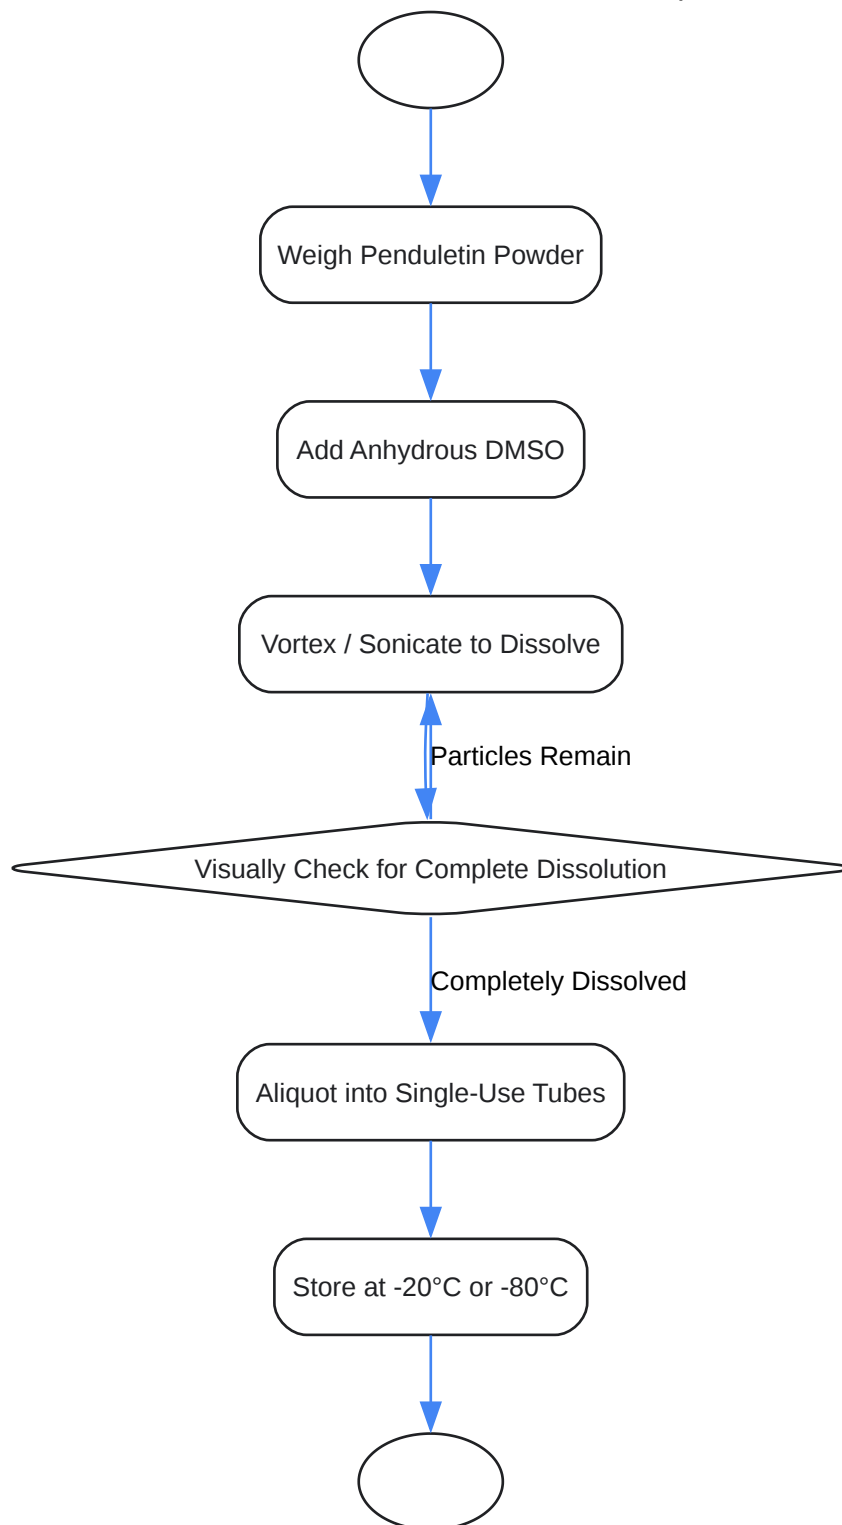 Weigh Penduletin Powder
Add Anhydrous DMSO
Vortex / Sonicate to Dissolve
Particles Remain
Visually Check for Complete Dissolution
Completely Dissolved
Aliquot into Single-Use Tubes
Store at -20°C or -80°C